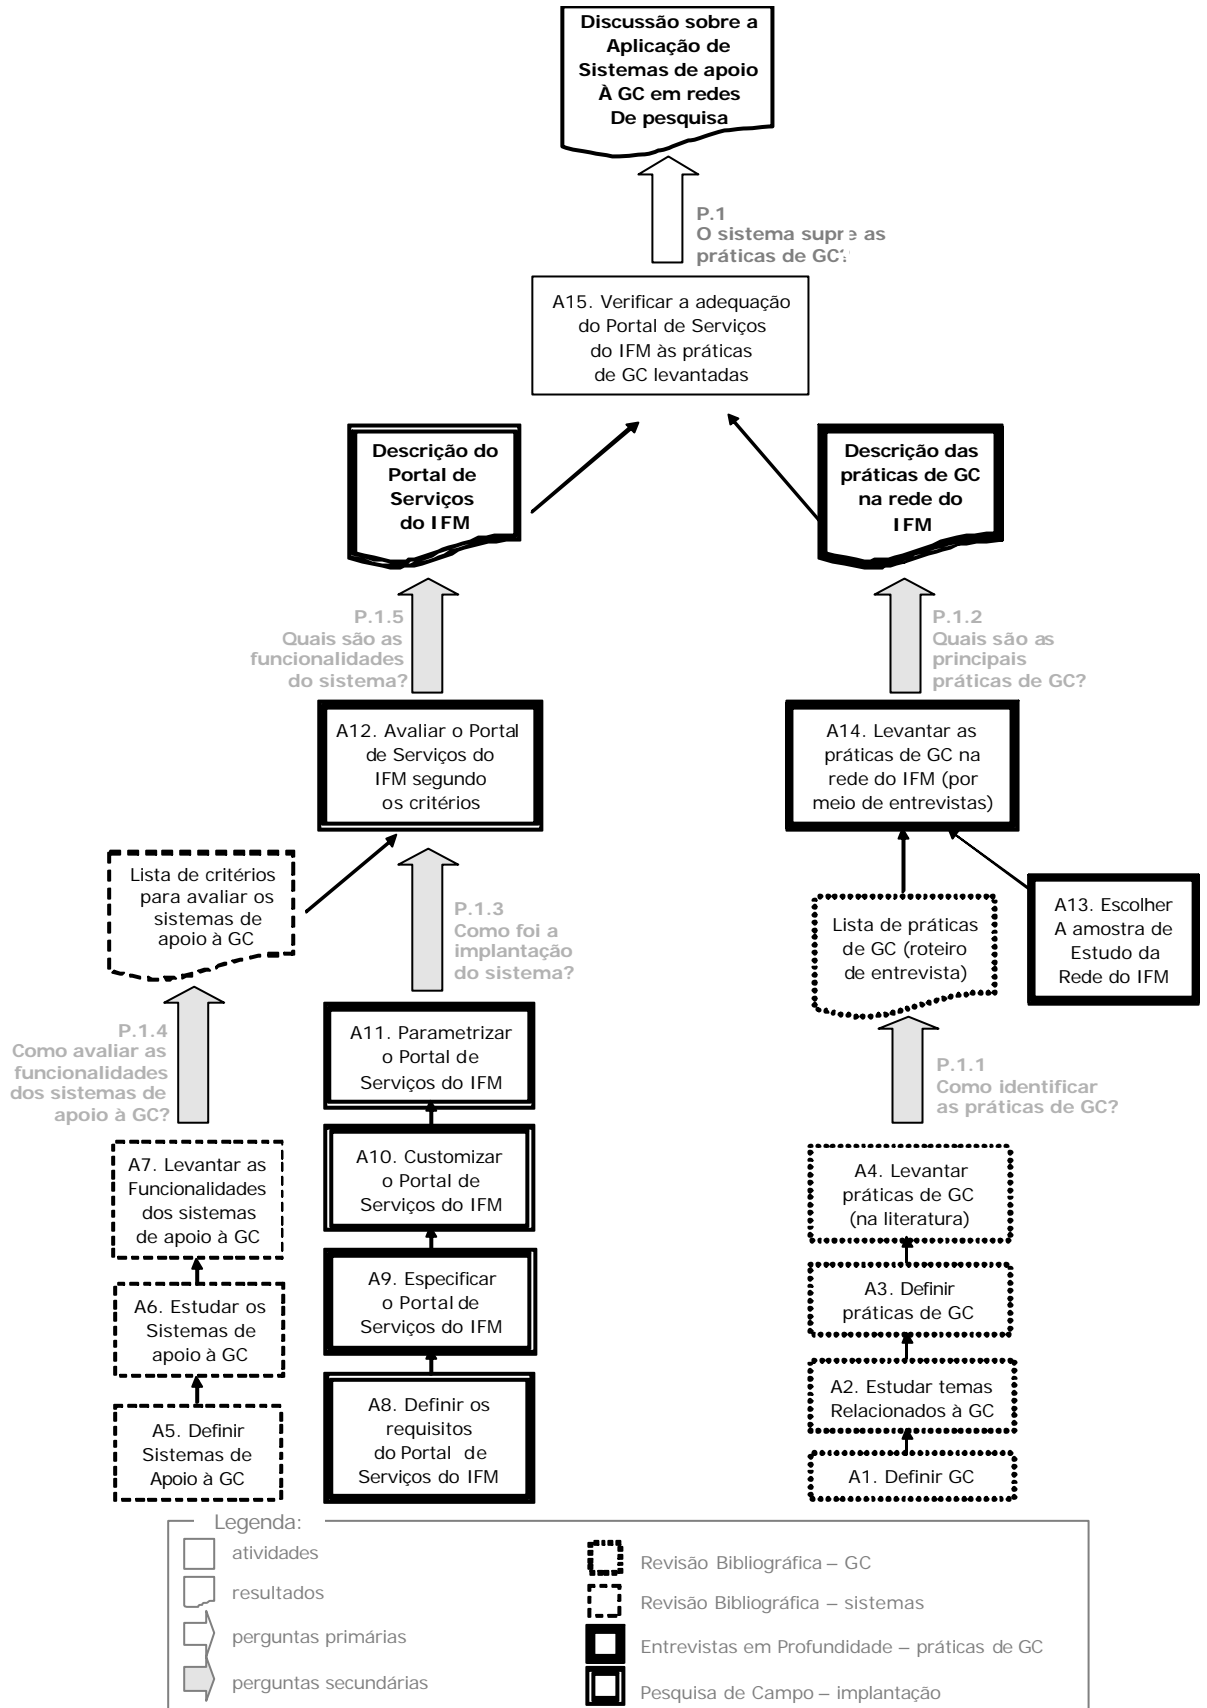 Discussão sobre a
Aplicação de
Sistemas de apoio
À GC em redes
De pesquisa
P.1
O sistema supre as
práticas de GC?
A15. Verificar a adequação
do Portal de Serviços
do IFM às práticas
de GC levantadas
Descrição do
Portal de
Serviços
do IFM
Descrição das
práticas de GC
na rede do
IFM
P.1.5
Quais são as
funcionalidades
do sistema?
P.1.2
Quais são as
principais
práticas de GC?
A12. Avaliar o Portal
de Serviços do
IFM segundo
os critérios
A14. Levantar as
práticas de GC na
rede do IFM (por
meio de entrevistas)
Lista de critérios
para avaliar os
sistemas de
apoio à GC
P.1.3
Como foi a
implantação
do sistema?
Lista de práticas
de GC (roteiro
de entrevista)
A13. Escolher
A amostra de
Estudo da
Rede do IFM
P.1.4
Como avaliar as
funcionalidades
dos sistemas de
apoio à GC?
A11. Parametrizar
o Portal de
Serviços do IFM
P.1.1
Como identificar
as práticas de GC?
A7. Levantar as
Funcionalidades
dos sistemas
de apoio à GC
A10. Customizar
o Portal de
Serviços do IFM
A4. Levantar
práticas de GC
(na literatura)
A6. Estudar os
Sistemas de
apoio à GC
A9. Especificar
o Portal de
Serviços do IFM
A3. Definir
práticas de GC
A5. Definir
Sistemas de
Apoio à GC
A8. Definir os
requisitos
do Portal de
Serviços do IFM
A2. Estudar temas
Relacionados à GC
A1. Definir GC
Legenda:
atividades
resultados
perguntas primárias
perguntas secundárias
Revisão Bibliográfica – GC
Revisão Bibliográfica – sistemas
Entrevistas em Profundidade – práticas de GC
Pesquisa de Campo – implantação